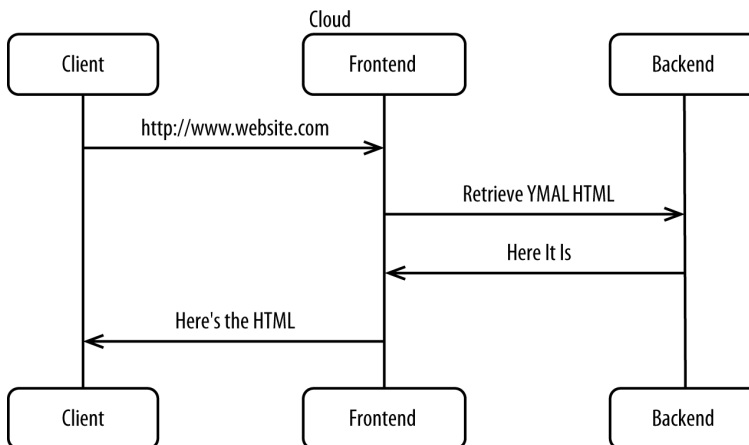 Cloud
Client
Frontend
Backend
http://www.website.com
Retrieve YMAL HTML
Here It Is
Here's the HTML
Client
Frontend
Backend